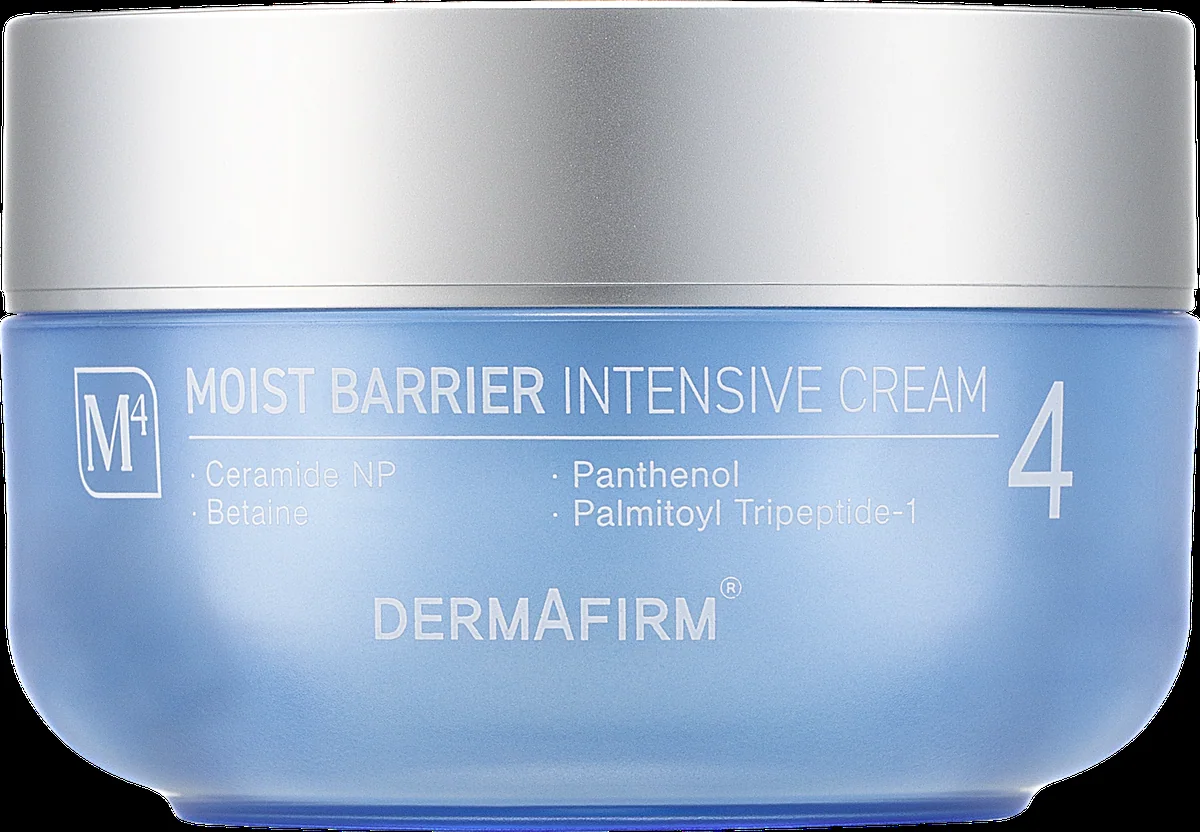 M4
MOIST BARRIER INTENSIVE CREAM 4
· Ceramide NP · Panthenol
· Betaine · Palmitoyl Tripeptide-1
DERMAFIRM®